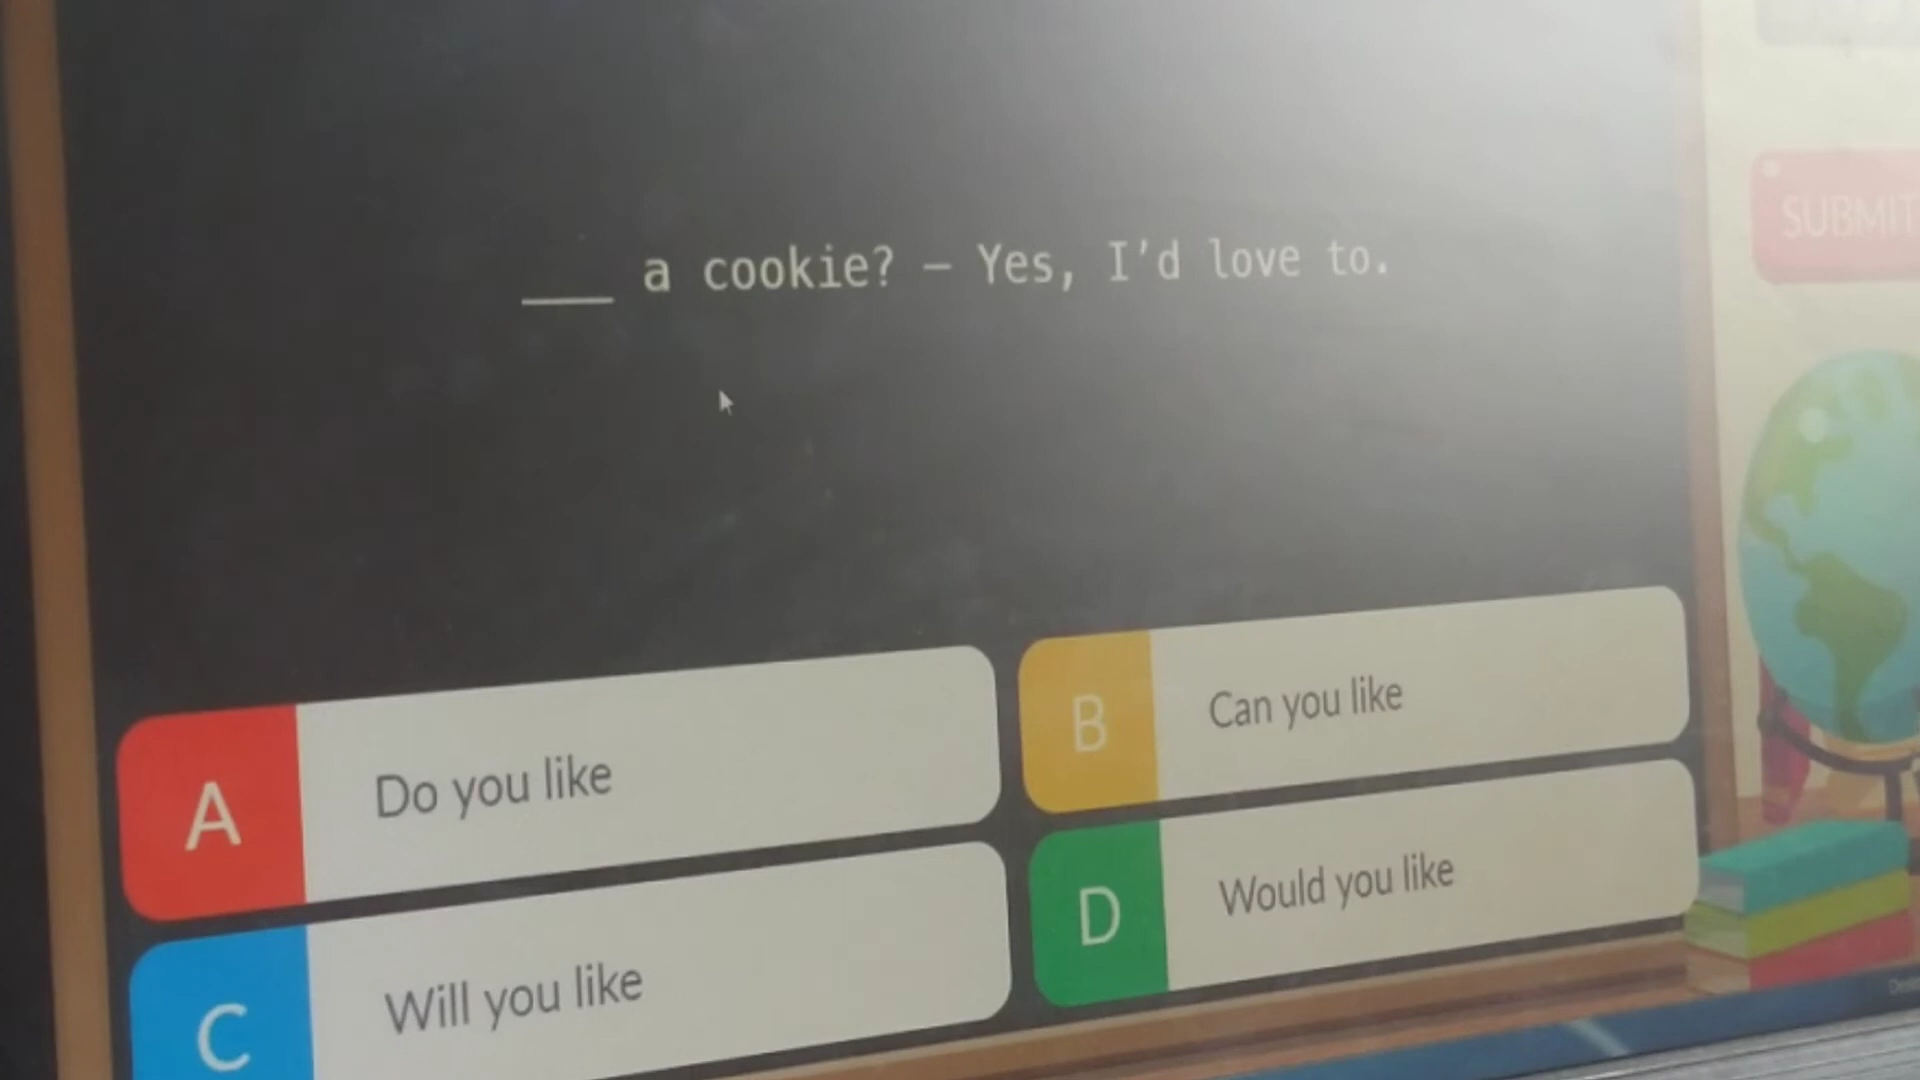 ___ a cookie? – Yes, I'd love to.
SUBMIT
A Do you like
B Can you like
C Will you like
D Would you like